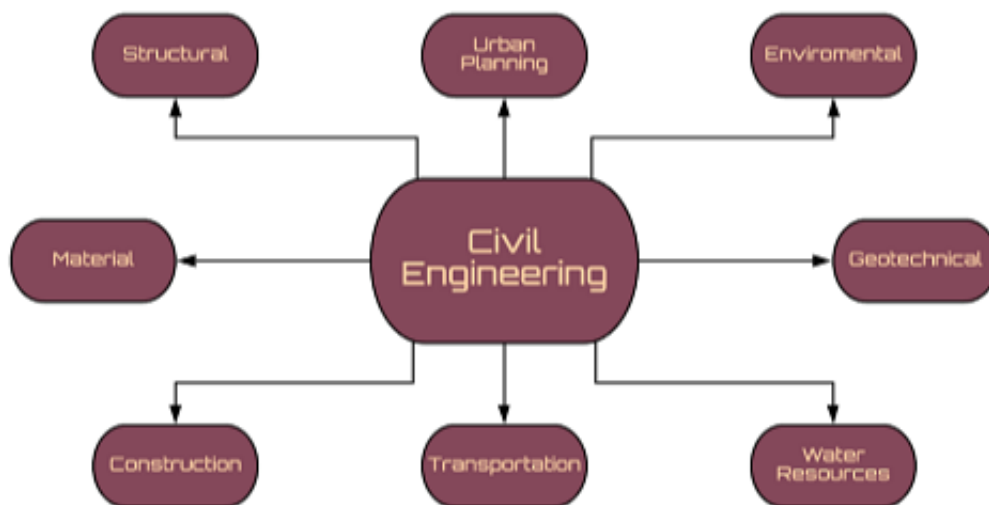 Structural
Urban
Planning
Enviromental
Material
Civil
Engineering
Geotechnical
Construction
Transportation
Water
Resources